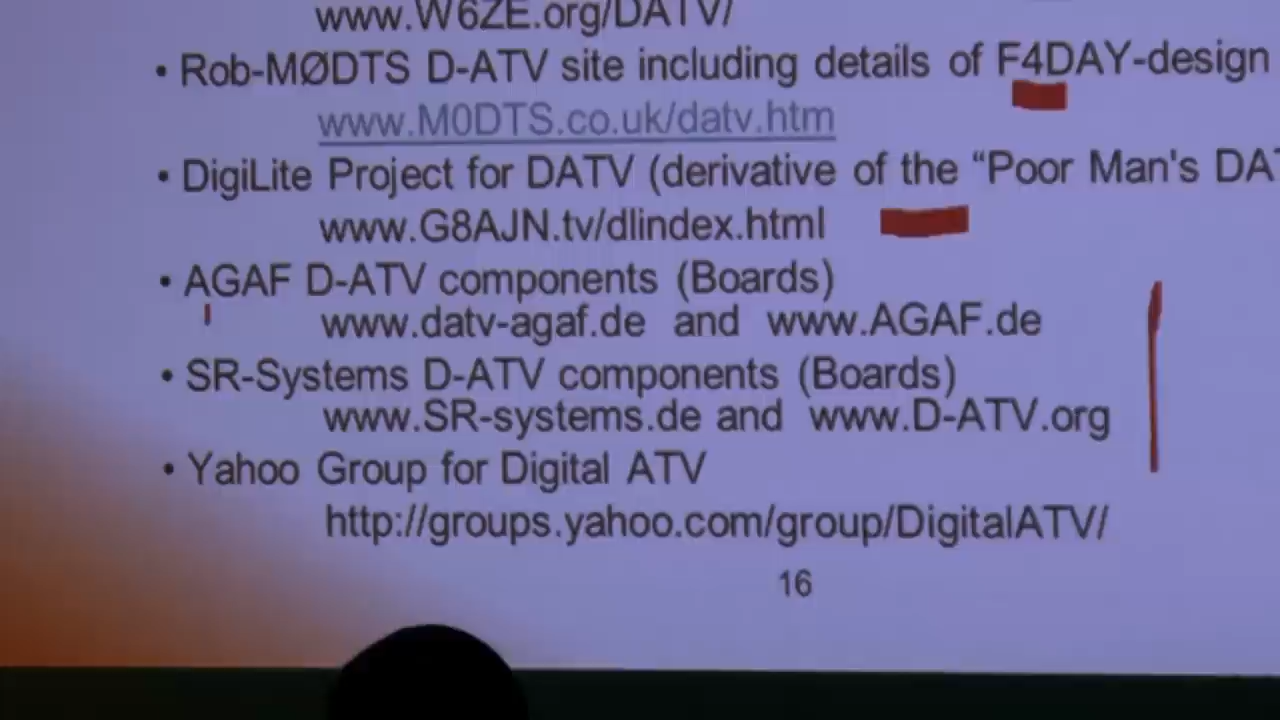 www.W6ZE.org/DATV/
• Rob-MØDTS D-ATV site including details of F4DAY-design
www.M0DTS.co.uk/datv.htm
• DigiLite Project for DATV (derivative of the “Poor Man's DA
www.G8AJN.tv/dlindex.html
• AGAF D-ATV components (Boards)
www.datv-agaf.de and www.AGAF.de
• SR-Systems D-ATV components (Boards)
www.SR-systems.de and www.D-ATV.org
• Yahoo Group for Digital ATV
http://groups.yahoo.com/group/DigitalATV/
16